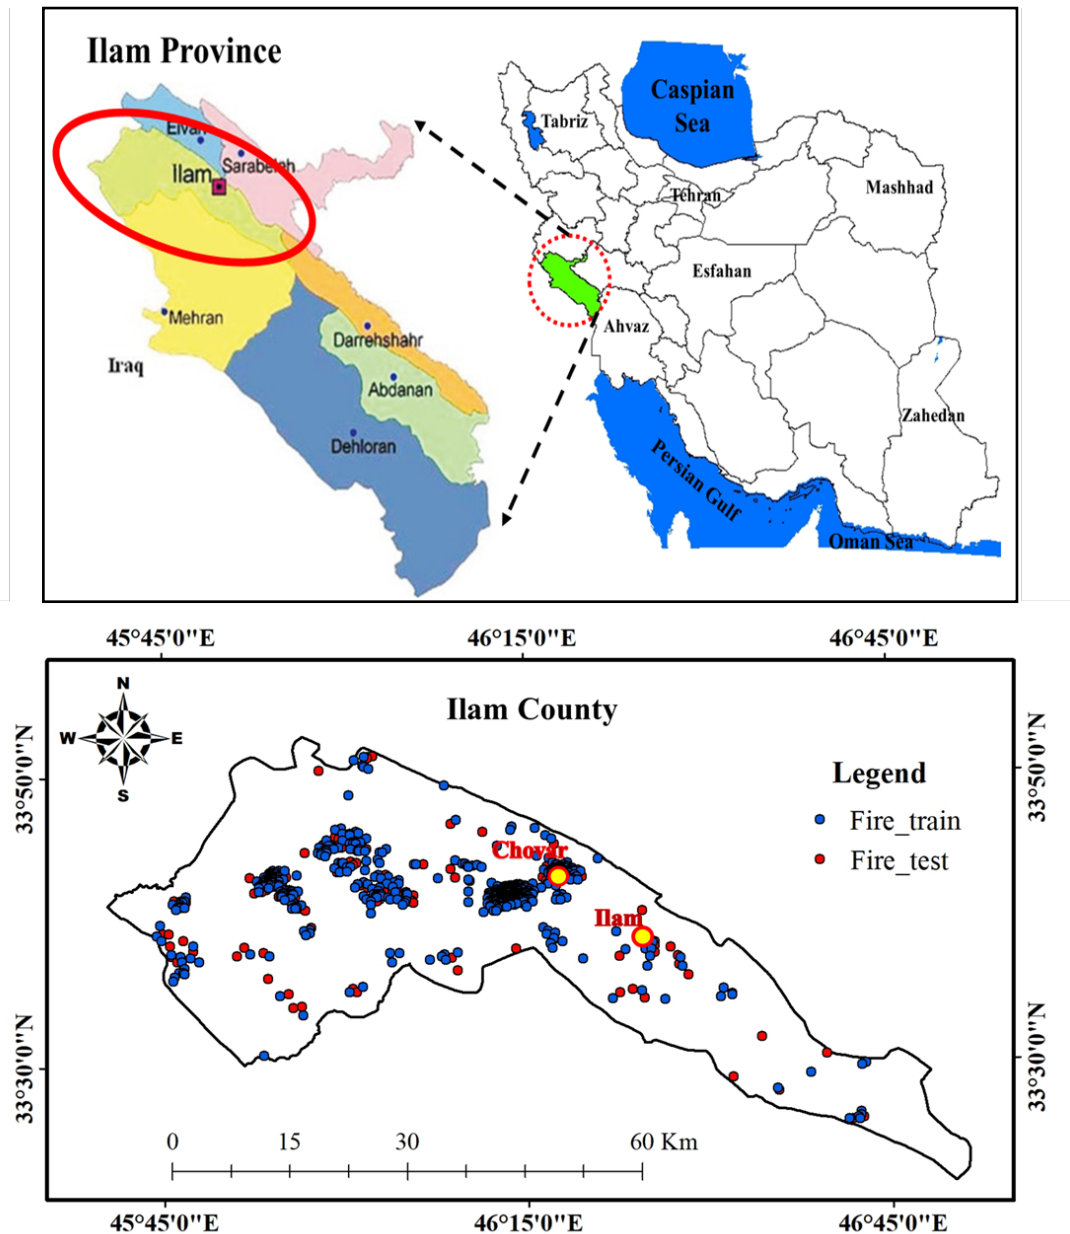 Ilam Province
Eivan
Sarabeleh
Ilam
Mehran
Iraq
Darrehshahr
Abdanan
Dehloran
Caspian
Sea
Tabriz
Tehran
Mashhad
Esfahan
Ahvaz
Zahedan
Persian Gulf
Oman Sea
45°45'0"E
46°15'0"E
46°45'0"E
Ilam County
N
W
E
S
33°50'0"N
33°50'0"N
Legend
Fire_train
Fire_test
Chovar
Ilam
33°30'0"N
33°30'0"N
0
15
30
60 Km
45°45'0"E
46°15'0"E
46°45'0"E